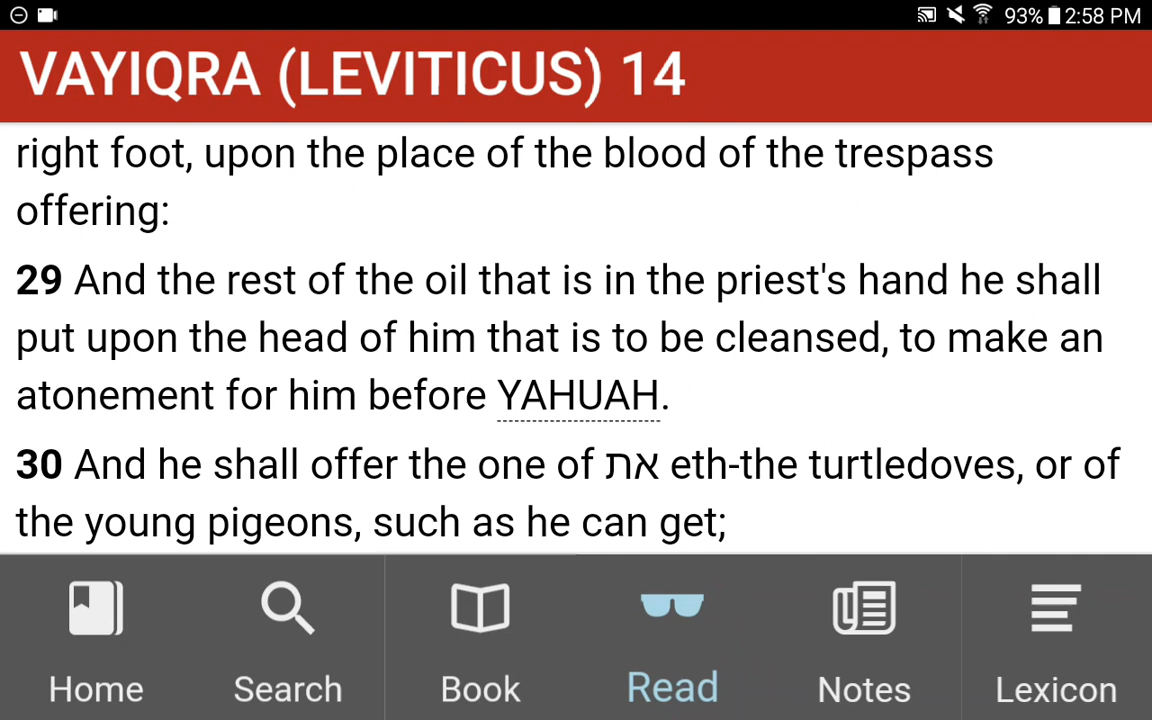 93% 2:58 PM
VAYIQRA (LEVITICUS) 14
right foot, upon the place of the blood of the trespass
offering:
29 And the rest of the oil that is in the priest's hand he shall
put upon the head of him that is to be cleansed, to make an
atonement for him before YAHUAH.
30 And he shall offer the one of את eth-the turtledoves, or of
the young pigeons, such as he can get;
Home Search Book Read Notes Lexicon